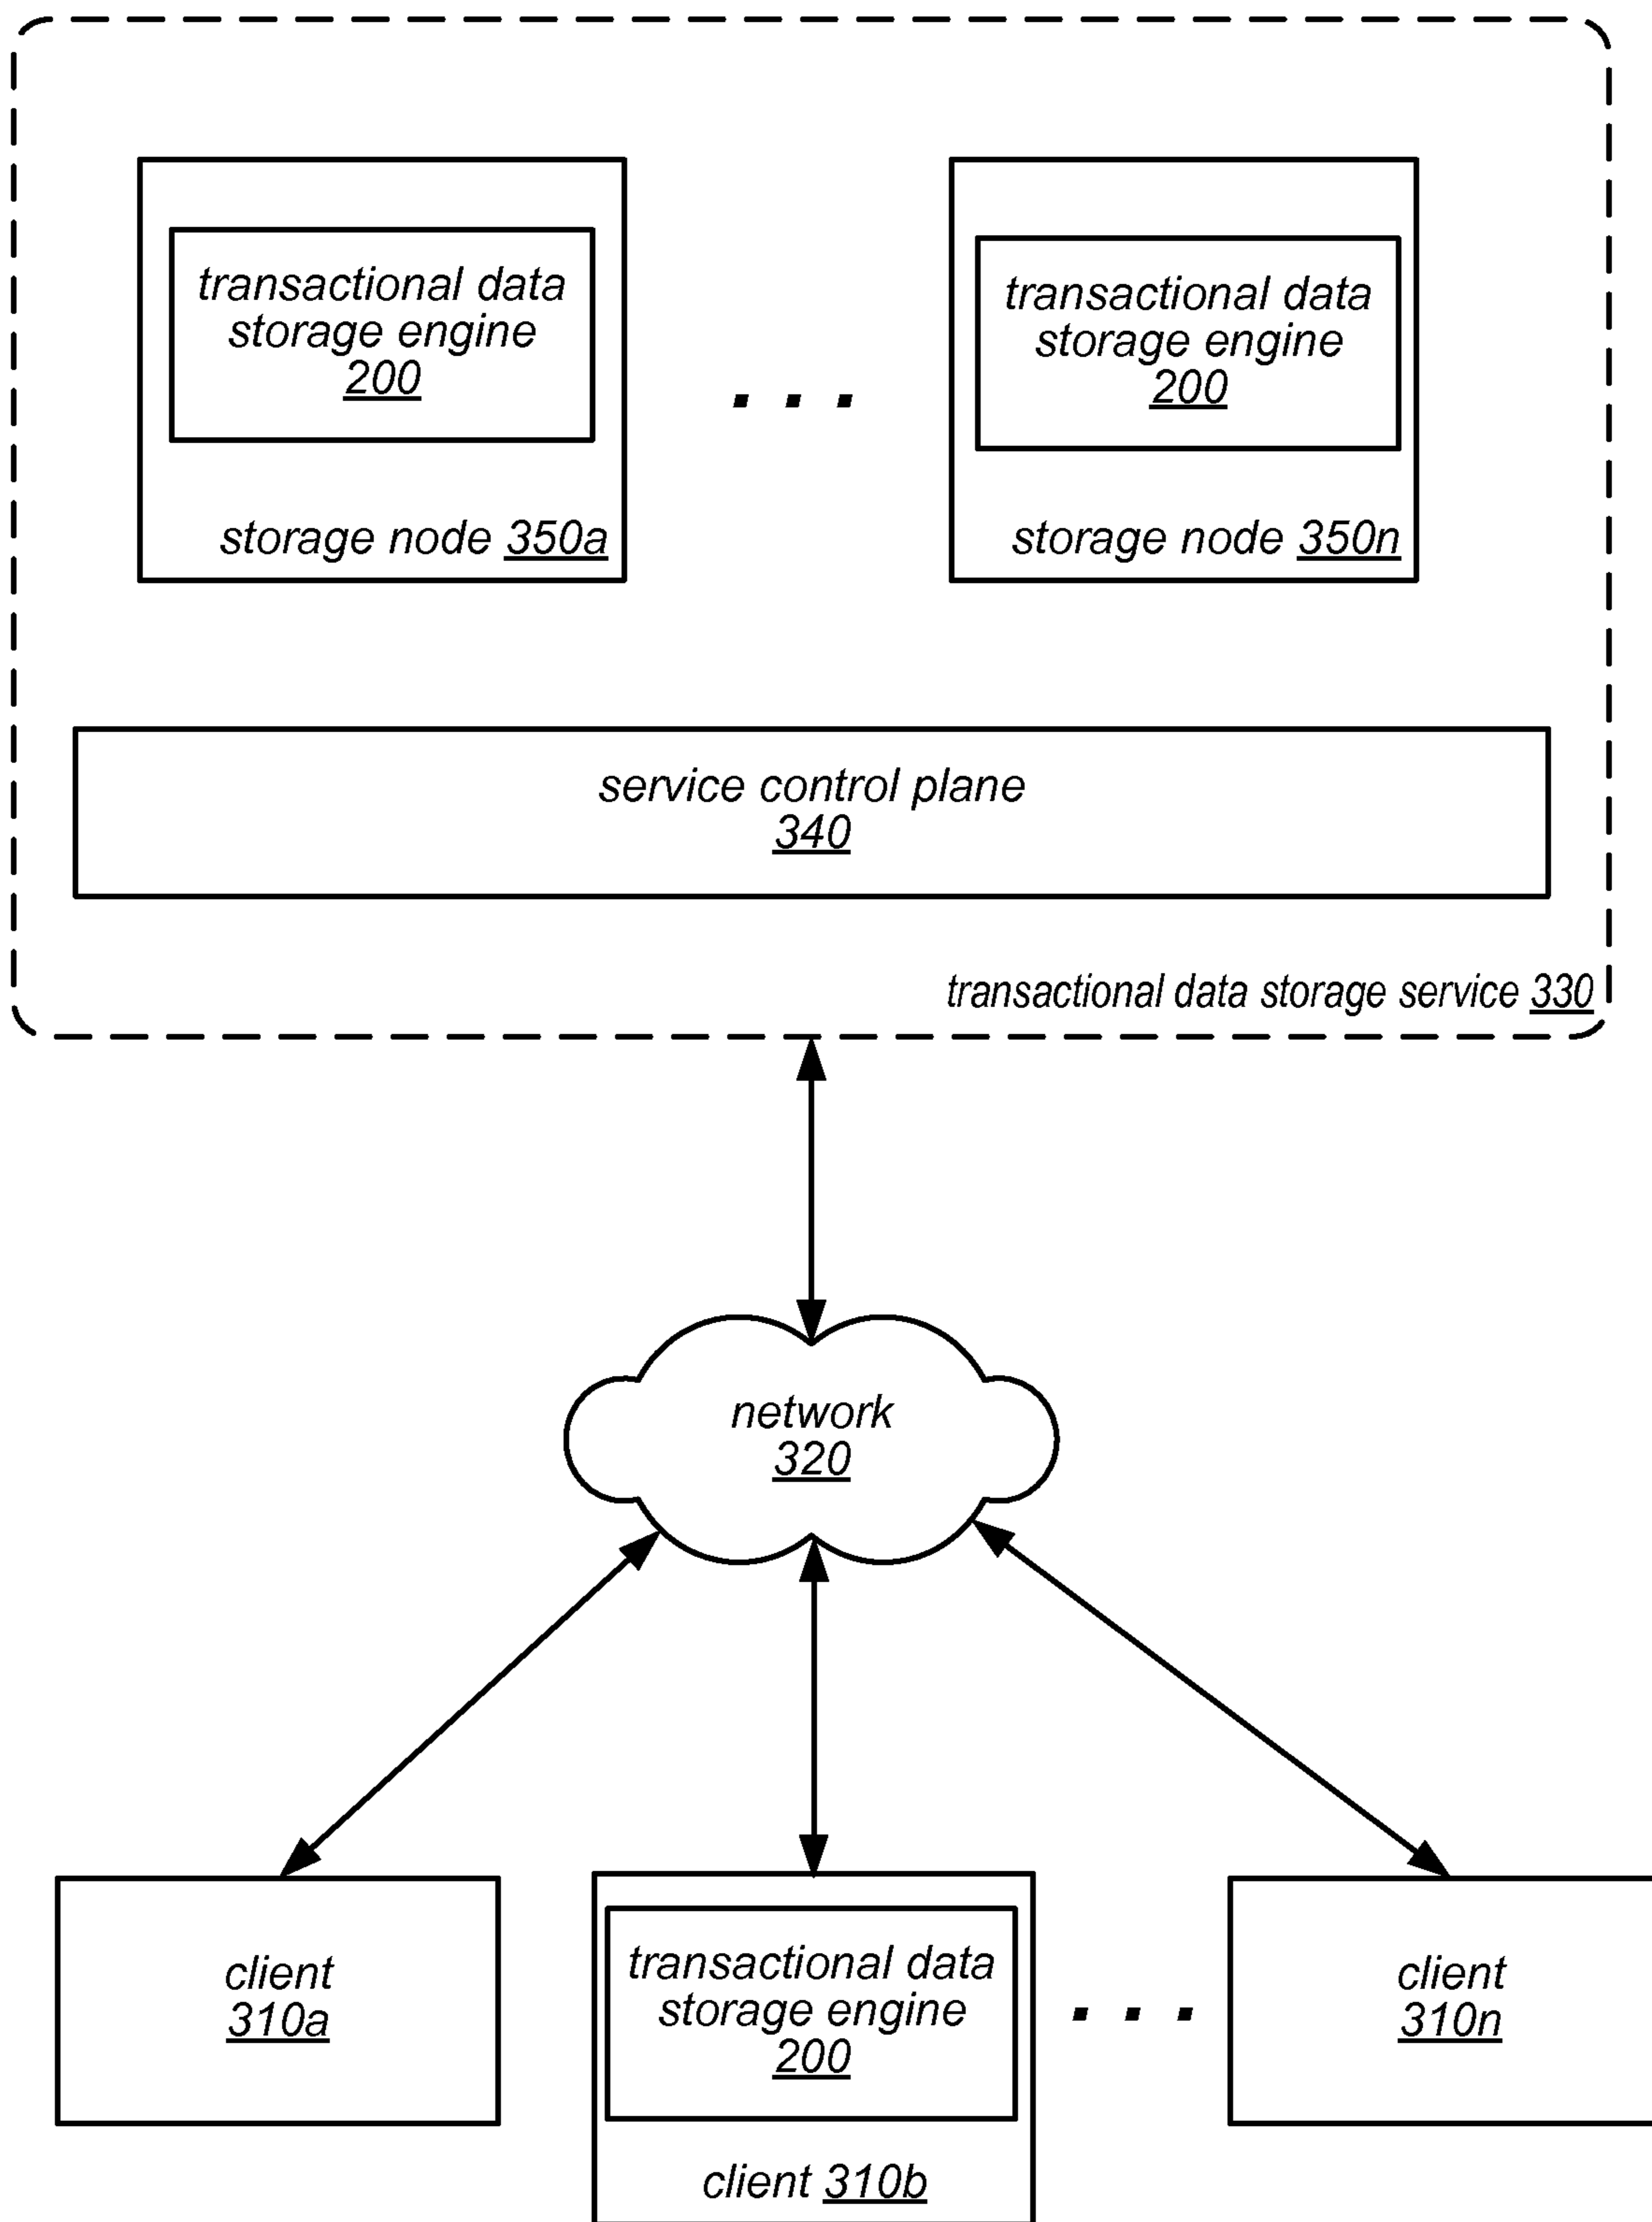 transactional data
storage engine
200
storage node 350a
. . .
transactional data
storage engine
200
storage node 350n
service control plane
340
transactional data storage service 330
network
320
client
310a
transactional data
storage engine
200
client 310b
. . .
client
310n